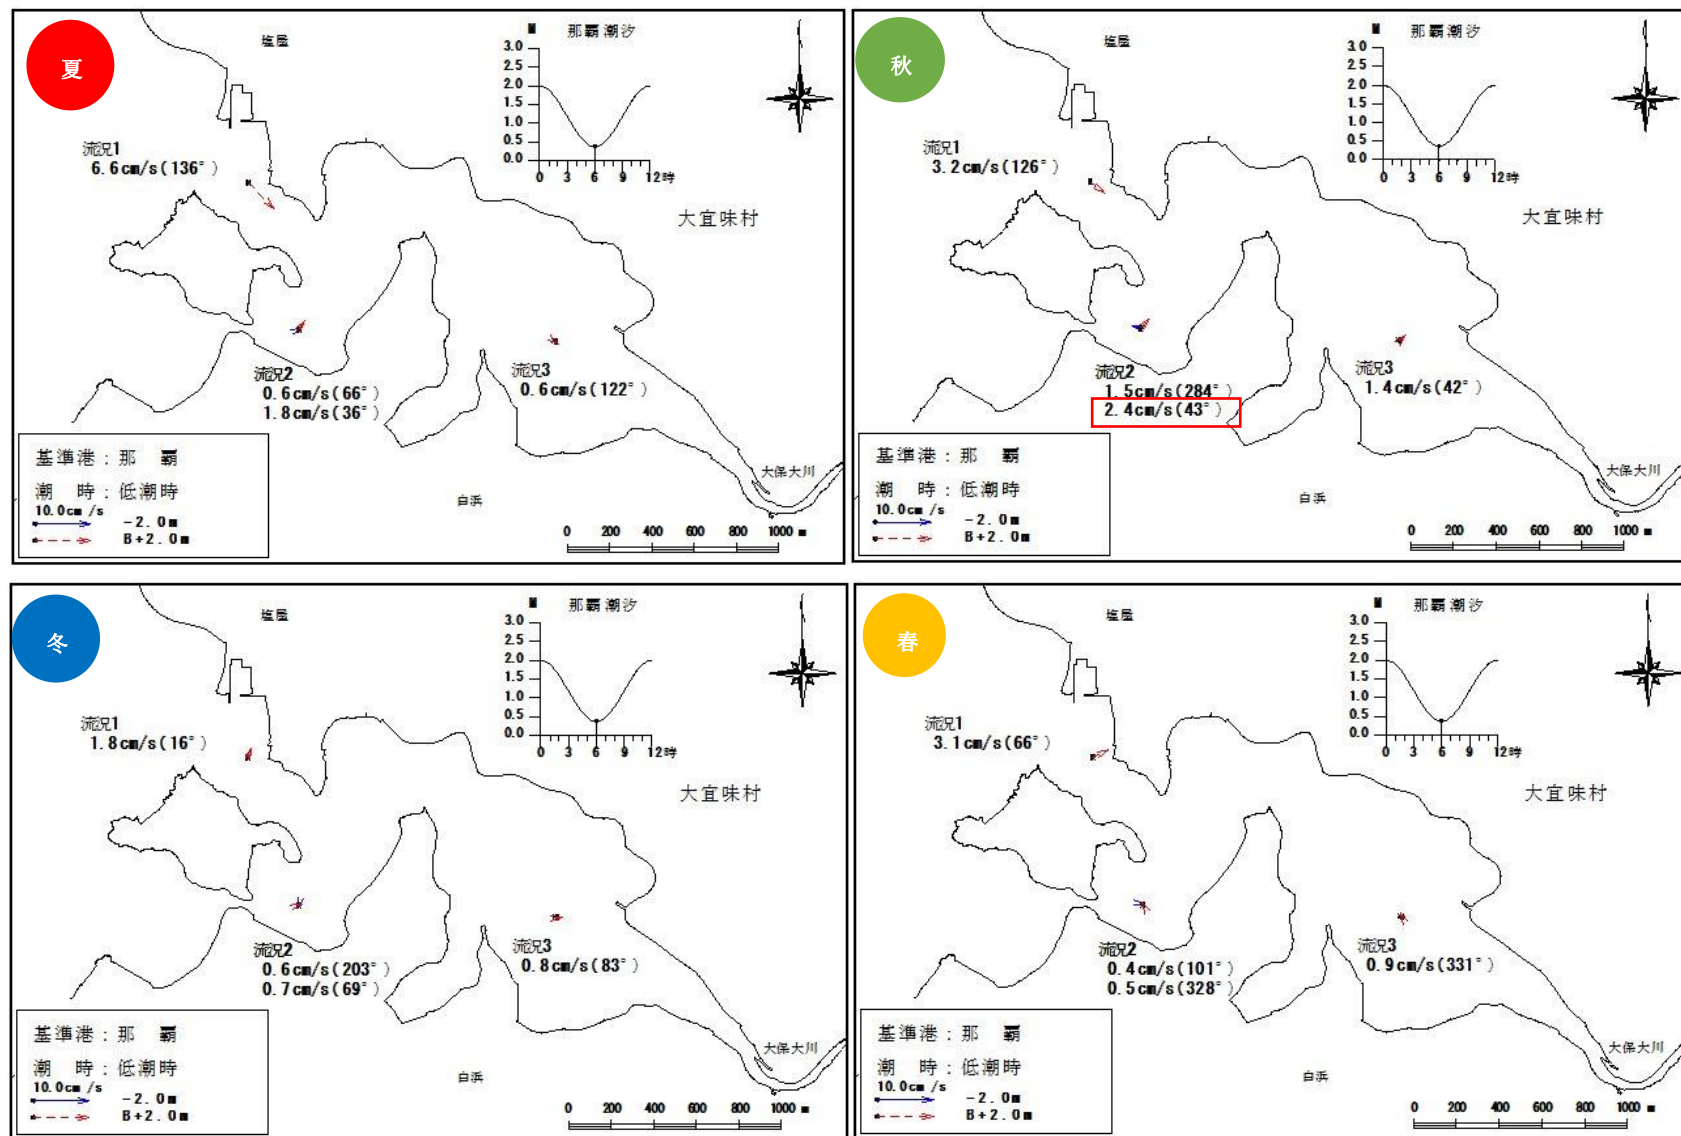 夏
塩屋
M 那覇潮汐
3.0
2.5
2.0
1.5
1.0
0.5
0.0
0 3 6 9 12時
流況1
6.6cm/s(136°)
大宜味村
流況2
0.6cm/s(66°)
1.8cm/s(36°)
流況3
0.6cm/s(122°)
基準港：那 覇
潮 時：低潮時
10.0cm/s
-2.0m
B+2.0m
白浜
大保大川
0 200 400 600 800 1000 m
秋
塩屋
M 那覇潮汐
3.0
2.5
2.0
1.5
1.0
0.5
0.0
0 3 6 9 12時
流況1
3.2cm/s(126°)
大宜味村
流況2
1.5cm/s(284°)
2.4cm/s(43°)
流況3
1.4cm/s(42°)
基準港：那 覇
潮 時：低潮時
10.0cm/s
-2.0m
B+2.0m
白浜
大保大川
0 200 400 600 800 1000 m
冬
塩屋
M 那覇潮汐
3.0
2.5
2.0
1.5
1.0
0.5
0.0
0 3 6 9 12時
流況1
1.8cm/s(16°)
大宜味村
流況2
0.6cm/s(203°)
0.7cm/s(69°)
流況3
0.8cm/s(83°)
基準港：那 覇
潮 時：低潮時
10.0cm/s
-2.0m
B+2.0m
白浜
大保大川
0 200 400 600 800 1000 m
春
塩屋
M 那覇潮汐
3.0
2.5
2.0
1.5
1.0
0.5
0.0
0 3 6 9 12時
流況1
3.1cm/s(66°)
大宜味村
流況2
0.4cm/s(101°)
0.5cm/s(328°)
流況3
0.9cm/s(331°)
基準港：那 覇
潮 時：低潮時
10.0cm/s
-2.0m
B+2.0m
白浜
大保大川
0 200 400 600 800 1000 m